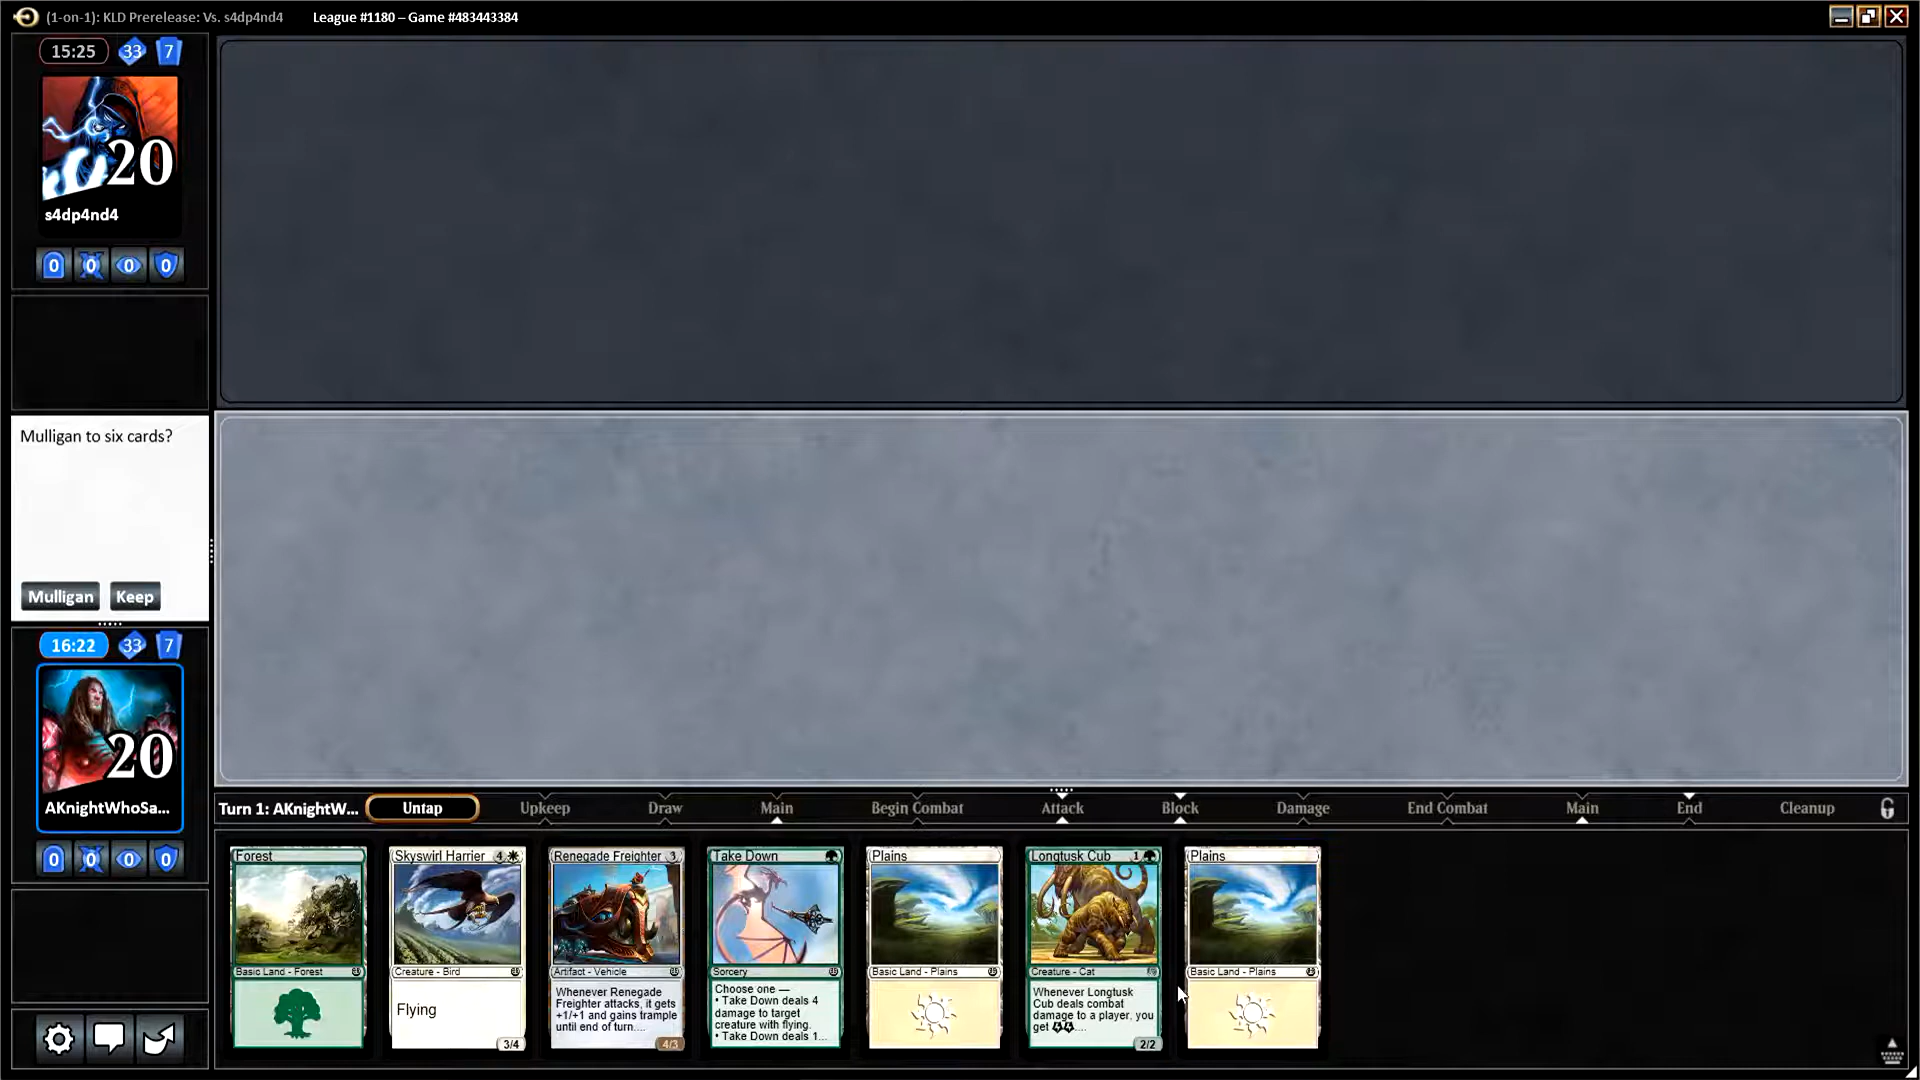 (1-on-1): KLD Prerelease: Vs. s4dp4nd4
League #1180 – Game #483443384
15:25
33
7
20
s4dp4nd4
0
0
0
0
Mulligan to six cards?
Mulligan
Keep
16:22
33
7
20
AKnightWhoSa...
0
0
0
0
Turn 1: AKnightW...
Untap
Upkeep
Draw
Main
Begin Combat
Attack
Block
Damage
End Combat
Main
End
Cleanup
Forest
Basic Land - Forest
Skyswirl Harrier
4
Creature - Bird
Flying
3/4
Renegade Freighter
3
Artifact - Vehicle
Whenever Renegade
Freighter attacks, it gets
+1/+1 and gains trample
until end of turn....
4/3
Take Down
Sorcery
Choose one —
• Take Down deals 4
damage to target
creature with flying.
• Take Down deals 1...
Plains
Basic Land - Plains
Longtusk Cub
1
Creature - Cat
Whenever Longtusk
Cub deals combat
damage to a player, you
get
....
2/2
Plains
Basic Land - Plains